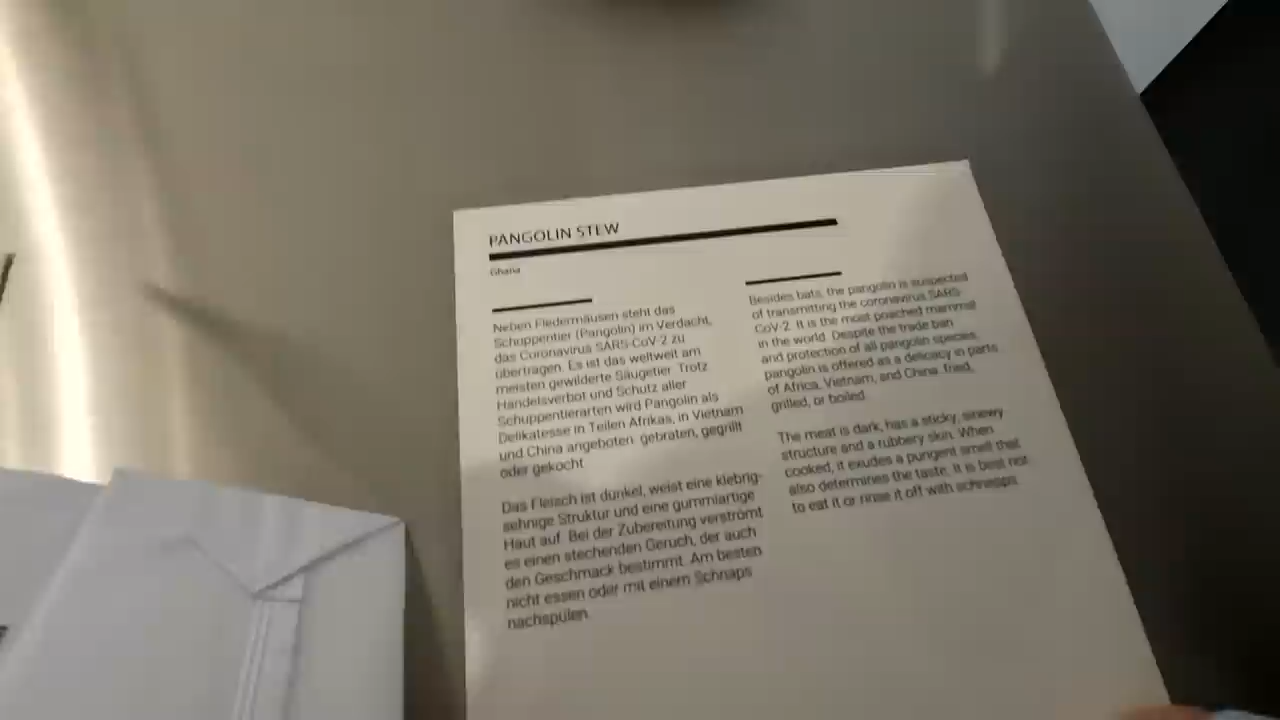 PANGOLIN STEW
Ghana
Neben Fledermäusen steht das
Schuppentier (Pangolin) im Verdacht,
das Coronavirus SARS-CoV-2 zu
übertragen. Es ist das weltweit am
meisten gewilderte Säugetier. Trotz
Handelsverbot und Schutz aller
Schuppentierarten wird Pangolin als
Delikatesse in Teilen Afrikas, in Vietnam
und China angeboten: gebraten, gegrillt
oder gekocht.
Das Fleisch ist dunkel, weist eine klebrig-
sehnige Struktur und eine gummiartige
Haut auf. Bei der Zubereitung verströmt
es einen stechenden Geruch, der auch
den Geschmack bestimmt. Am besten
nicht essen oder mit einem Schnaps
nachspülen.
Besides bats, the pangolin is suspected
of transmitting the coronavirus SARS-
CoV-2. It is the most poached mammal
in the world. Despite the trade ban
and protection of all pangolin species,
pangolin is offered as a delicacy in parts
of Africa, Vietnam, and China: fried,
grilled, or boiled.
The meat is dark, has a sticky, sinewy
structure and a rubbery skin. When
cooked, it exudes a pungent smell that
also determines the taste. It is best not
to eat it or rinse it off with schnapps.